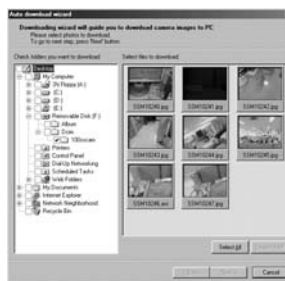 Auto download wizard
Downloading wizard will guide you to download camera images to PC.
Please select photos to download.
To go to next step, press 'Next' button.
Check folders you want to download.
Select files to download.
Desktop
My Computer
3½ Floppy (A:)
(C:)
(D:)
(E:)
Removable Disk (F:)
Album
Dcim
100sscam
Printers
Control Panel
Dial-Up Networking
Scheduled Tasks
Web Folders
My Documents
Internet Explorer
Network Neighborhood
Recycle Bin
SSM10240.jpg
SSM10241.jpg
SSM10242.jpg
SSM10243.jpg
SSM10244.jpg
SSM10245.jpg
SSM10246.avi
SSM10247.jpg
Select All
Cancel